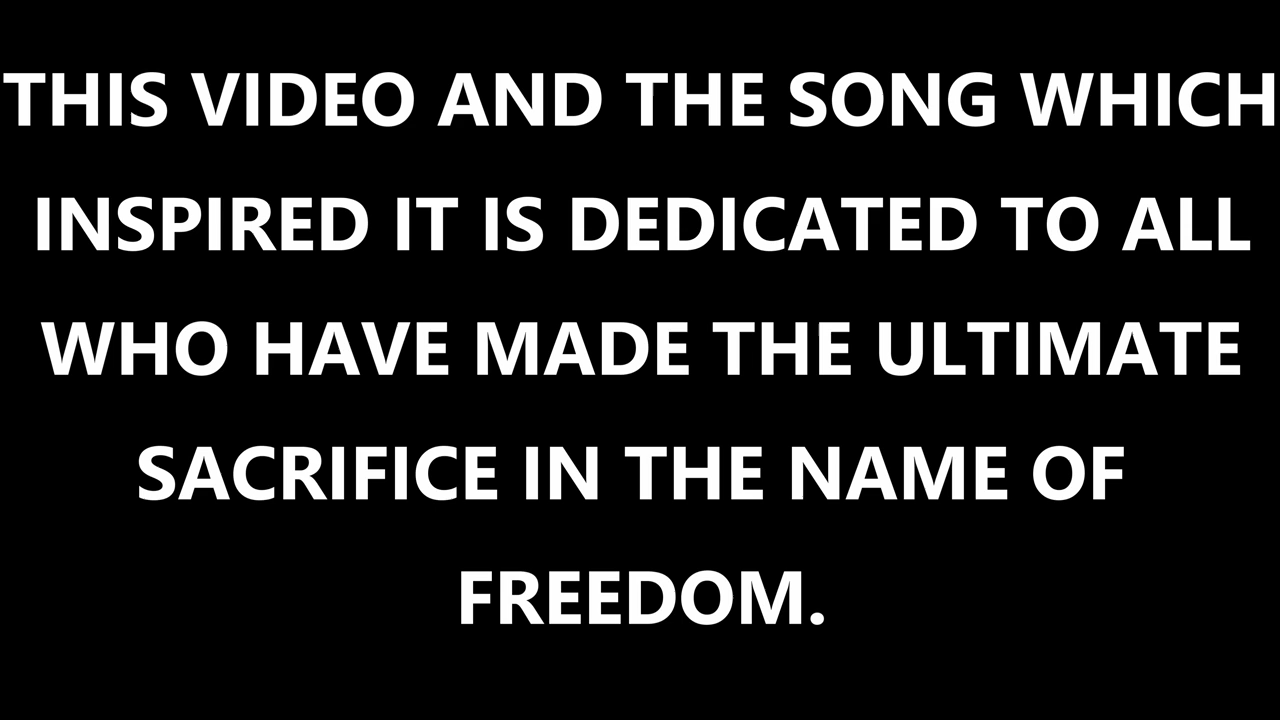 THIS VIDEO AND THE SONG WHICH
INSPIRED IT IS DEDICATED TO ALL
WHO HAVE MADE THE ULTIMATE
SACRIFICE IN THE NAME OF
FREEDOM.